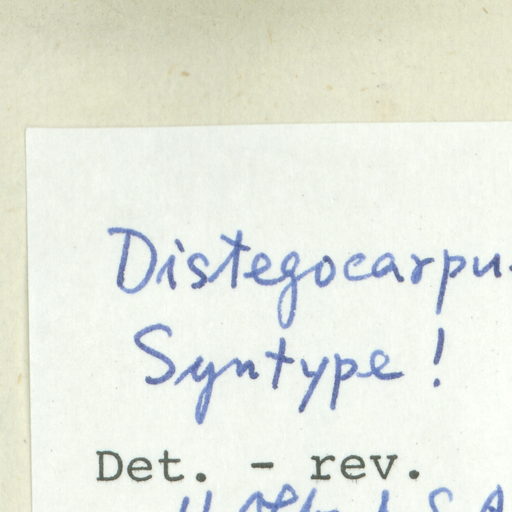 Distegocarpu
Syntype !
Det. - rev.